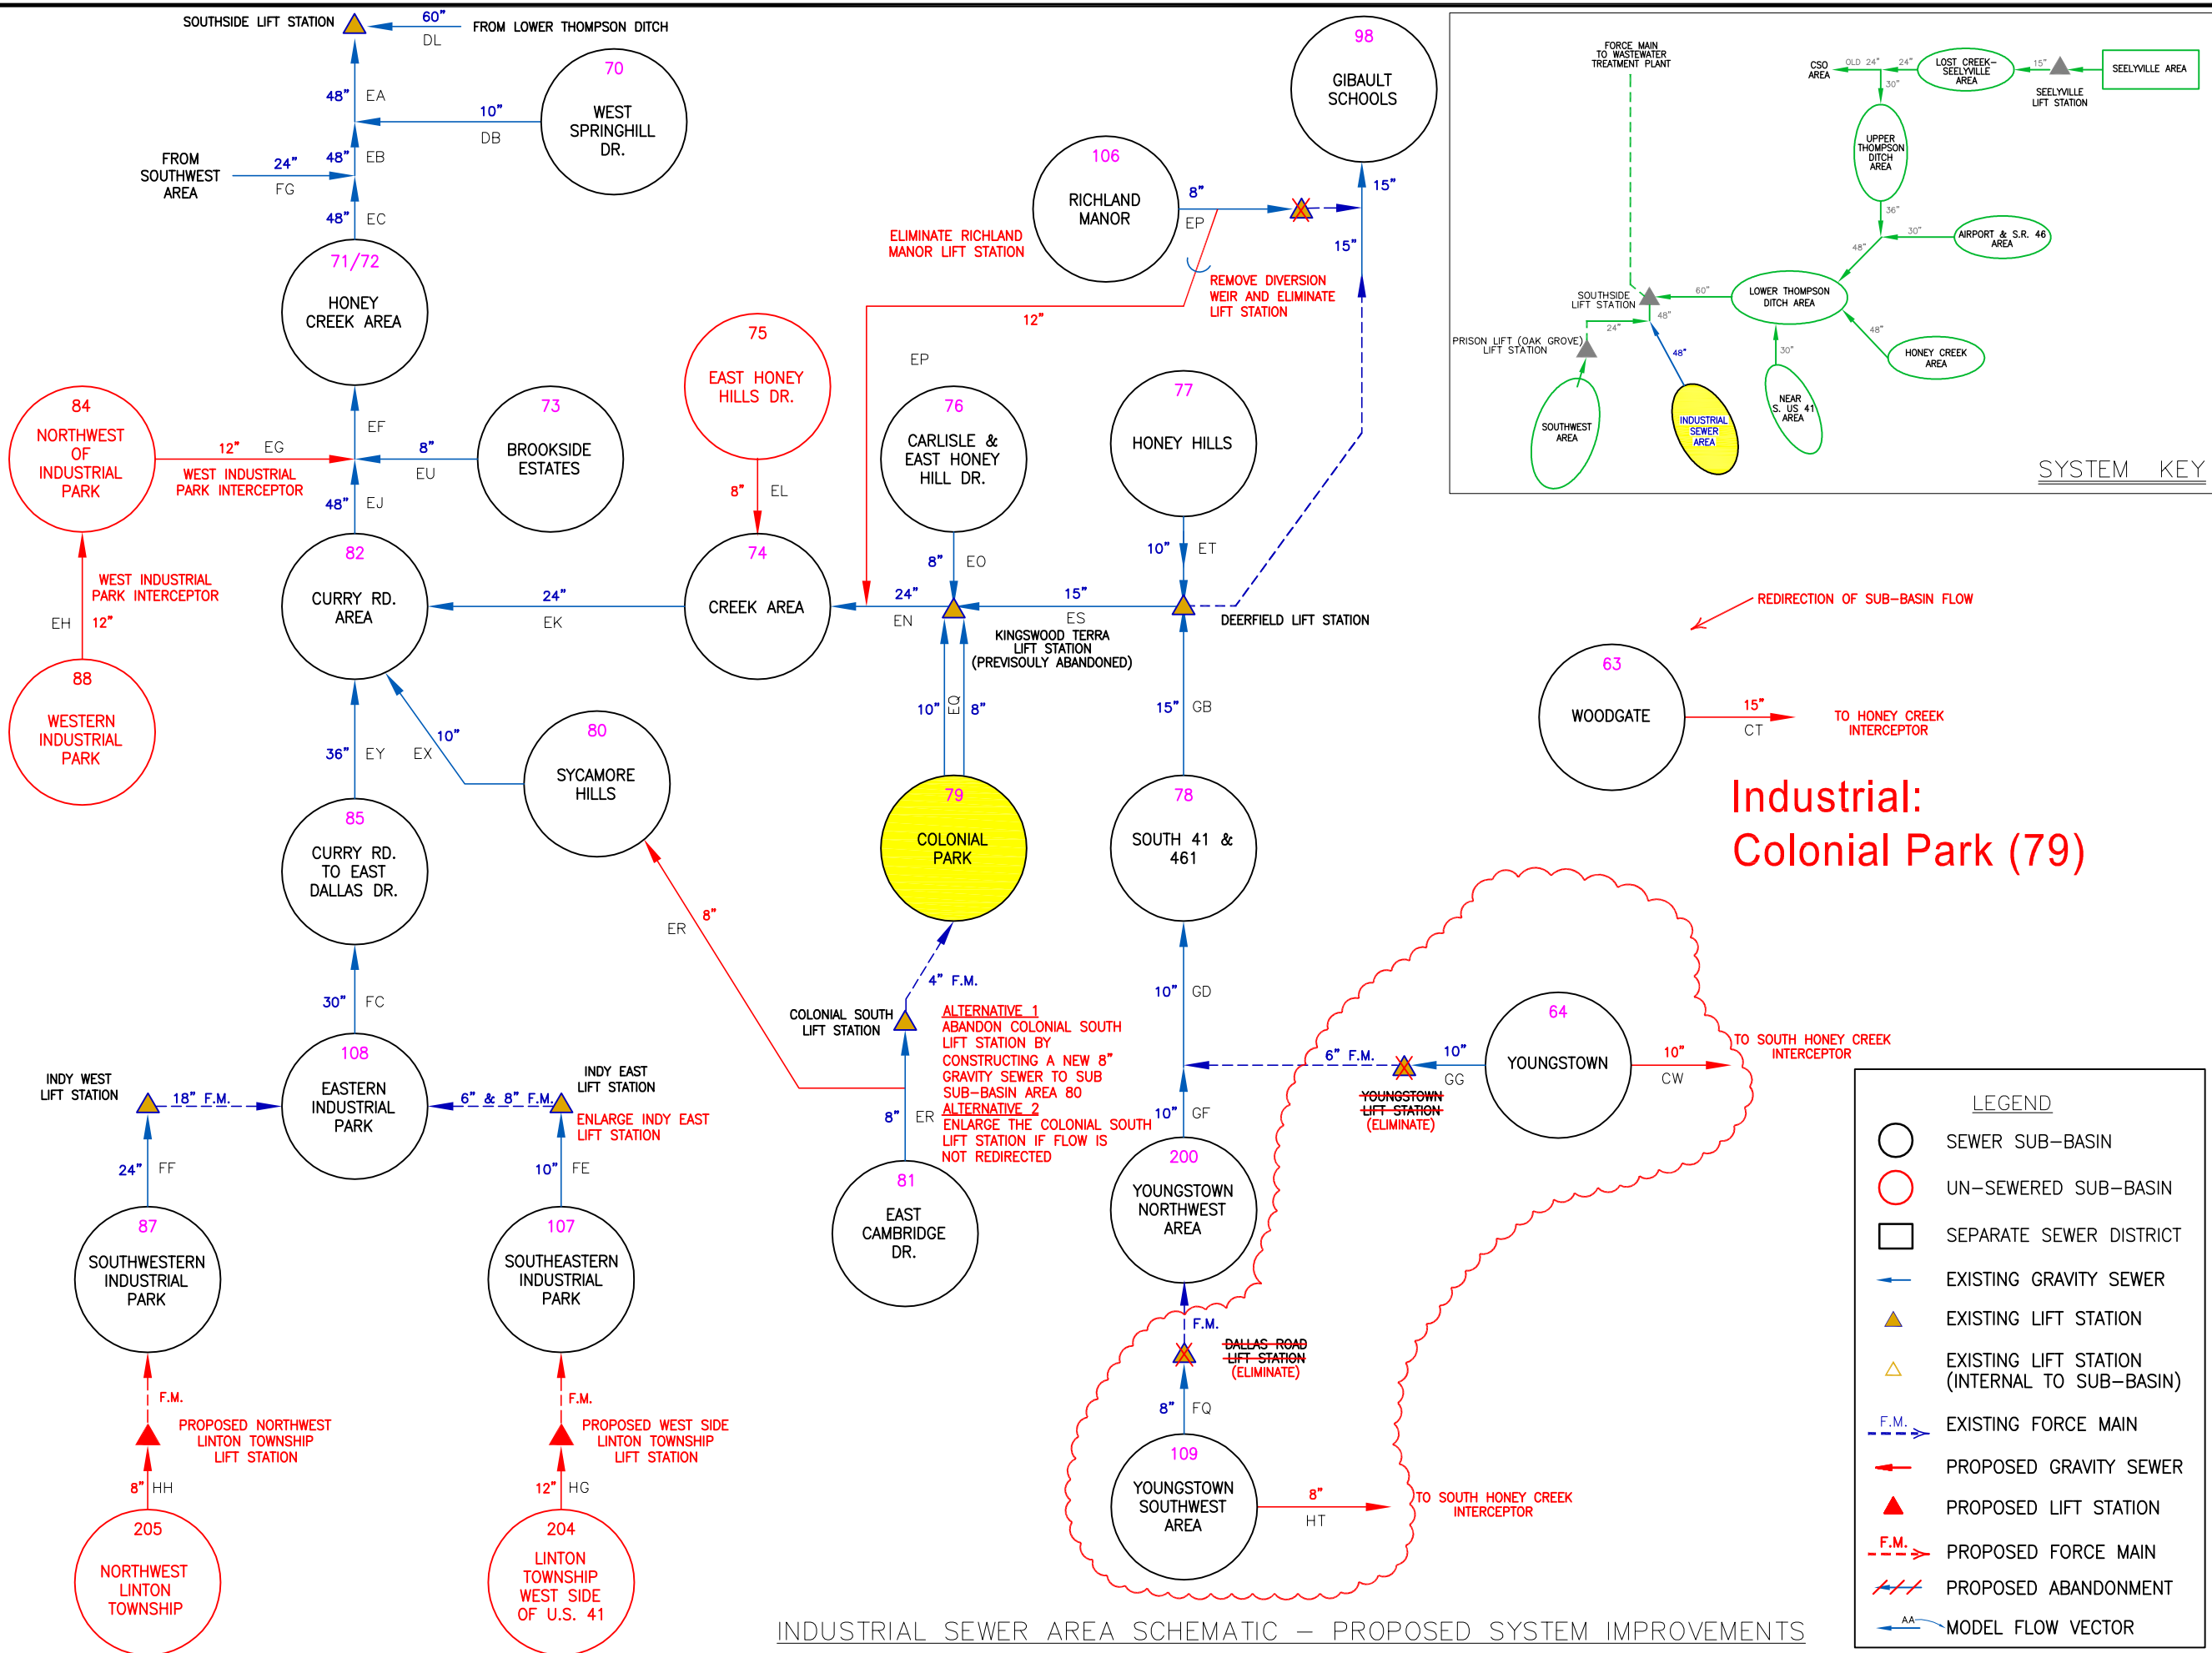 SOUTHSIDE LIFT STATION
60”
DL
FROM LOWER THOMPSON DITCH
48”
EA
10”
DB
70
WEST
SPRINGHILL
DR.
FROM
SOUTHWEST
AREA
24”
FG
48”
EB
48”
EC
71/72
HONEY
CREEK AREA
84
NORTHWEST
OF
INDUSTRIAL
PARK
12”
EG
WEST INDUSTRIAL
PARK INTERCEPTOR
EF
8”
EU
73
BROOKSIDE
ESTATES
48”
EJ
WEST INDUSTRIAL
PARK INTERCEPTOR
EH
12”
88
WESTERN
INDUSTRIAL
PARK
82
CURRY RD.
AREA
24”
EK
36”
EY
10”
EX
80
SYCAMORE
HILLS
85
CURRY RD.
TO EAST
DALLAS DR.
30”
FC
108
EASTERN
INDUSTRIAL
PARK
INDY WEST
LIFT STATION
18” F.M.
6” & 8” F.M.
INDY EAST
LIFT STATION
ENLARGE INDY EAST
LIFT STATION
24”
FF
10”
FE
87
SOUTHWESTERN
INDUSTRIAL
PARK
107
SOUTHEASTERN
INDUSTRIAL
PARK
F.M.
PROPOSED NORTHWEST
LINTON TOWNSHIP
LIFT STATION
8”
HH
205
NORTHWEST
LINTON
TOWNSHIP
F.M.
PROPOSED WEST SIDE
LINTON TOWNSHIP
LIFT STATION
12”
HG
204
LINTON
TOWNSHIP
WEST SIDE
OF U.S. 41
98
GIBAULT
SCHOOLS
106
RICHLAND
MANOR
8”
EP
15”
15”
ELIMINATE RICHLAND
MANOR LIFT STATION
REMOVE DIVERSION
WEIR AND ELIMINATE
LIFT STATION
12”
EP
75
EAST HONEY
HILLS DR.
8”
EL
76
CARLISLE &
EAST HONEY
HILL DR.
77
HONEY HILLS
8”
EO
10”
ET
74
CREEK AREA
24”
EN
15”
ES
DEERFIELD LIFT STATION
KINGSWOOD TERRA
LIFT STATION
(PREVISOULY ABANDONED)
10”
EQ
8”
15”
GB
79
COLONIAL
PARK
78
SOUTH 41 &
461
ER
8”
4” F.M.
COLONIAL SOUTH
LIFT STATION
ALTERNATIVE 1
ABANDON COLONIAL SOUTH
LIFT STATION BY
CONSTRUCTING A NEW 8”
GRAVITY SEWER TO SUB
SUB-BASIN AREA 80
ALTERNATIVE 2
ENLARGE THE COLONIAL SOUTH
LIFT STATION IF FLOW IS
NOT REDIRECTED
8”
ER
81
EAST
CAMBRIDGE
DR.
10”
GD
6” F.M.
10”
GG
64
YOUNGSTOWN
10”
CW
TO SOUTH HONEY CREEK
INTERCEPTOR
YOUNGSTOWN
LIFT STATION
(ELIMINATE)
10”
GF
200
YOUNGSTOWN
NORTHWEST
AREA
F.M.
DALLAS ROAD
LIFT STATION
(ELIMINATE)
8”
FQ
109
YOUNGSTOWN
SOUTHWEST
AREA
8”
HT
TO SOUTH HONEY CREEK
INTERCEPTOR
REDIRECTION OF SUB-BASIN FLOW
63
WOODGATE
15”
CT
TO HONEY CREEK
INTERCEPTOR
Industrial:
Colonial Park (79)
FORCE MAIN
TO WASTEWATER
TREATMENT PLANT
CSO
AREA
OLD 24"
24"
LOST CREEK-
SEELYVILLE
AREA
15"
SEELYVILLE AREA
SEELYVILLE
LIFT STATION
30"
UPPER
THOMPSON
DITCH
AREA
36"
30"
AIRPORT & S.R. 46
AREA
48"
LOWER THOMPSON
DITCH AREA
60"
SOUTHSIDE
LIFT STATION
48"
24"
PRISON LIFT (OAK GROVE)
LIFT STATION
48"
30"
48"
HONEY CREEK
AREA
NEAR
S. US 41
AREA
INDUSTRIAL
SEWER
AREA
SOUTHWEST
AREA
SYSTEM KEY
LEGEND
SEWER SUB-BASIN
UN-SEWERED SUB-BASIN
SEPARATE SEWER DISTRICT
EXISTING GRAVITY SEWER
EXISTING LIFT STATION
EXISTING LIFT STATION
(INTERNAL TO SUB-BASIN)
F.M.
EXISTING FORCE MAIN
PROPOSED GRAVITY SEWER
PROPOSED LIFT STATION
F.M.
PROPOSED FORCE MAIN
PROPOSED ABANDONMENT
AA
MODEL FLOW VECTOR
INDUSTRIAL SEWER AREA SCHEMATIC - PROPOSED SYSTEM IMPROVEMENTS